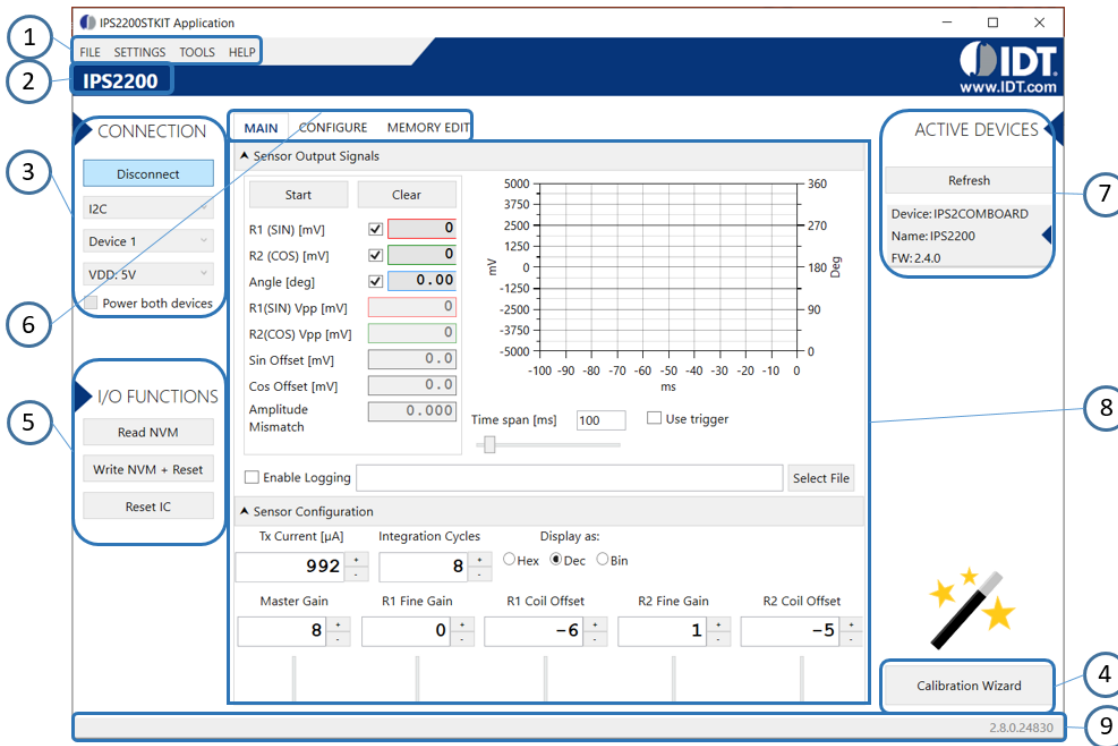 IPS2200STKIT Application
1
FILE SETTINGS TOOLS HELP
2
IPS2200
IDT.
www.IDT.com
CONNECTION
MAIN CONFIGURE MEMORY EDIT
ACTIVE DEVICES
3
Disconnect
I2C
Device 1
VDD: 5V
Power both devices
6
Sensor Output Signals
Start Clear
R1 (SIN) [mV] 0
R2 (COS) [mV] 0
Angle [deg] 0.00
R1(SIN) Vpp [mV] 0
R2(COS) Vpp [mV] 0
Sin Offset [mV] 0.0
Cos Offset [mV] 0.0
Amplitude
Mismatch
0.000
5000
3750
2500
1250
0
-1250
-2500
-3750
-5000
mV
360
270
180
90
0
Deg
-100 -90 -80 -70 -60 -50 -40 -30 -20 -10 0
ms
Time span [ms] 100 Use trigger
Refresh
7
Device: IPS2COMBOARD
Name: IPS2200
FW: 2.4.0
I/O FUNCTIONS
5
Read NVM
Write NVM + Reset
Reset IC
8
Enable Logging Select File
Sensor Configuration
Tx Current [µA] Integration Cycles Display as:
992 + - 8 + - Hex Dec Bin
Master Gain R1 Fine Gain R1 Coil Offset R2 Fine Gain R2 Coil Offset
8 + - 0 + - -6 + - 1 + - -5 + -
Calibration Wizard
4
2.8.0.24830
9